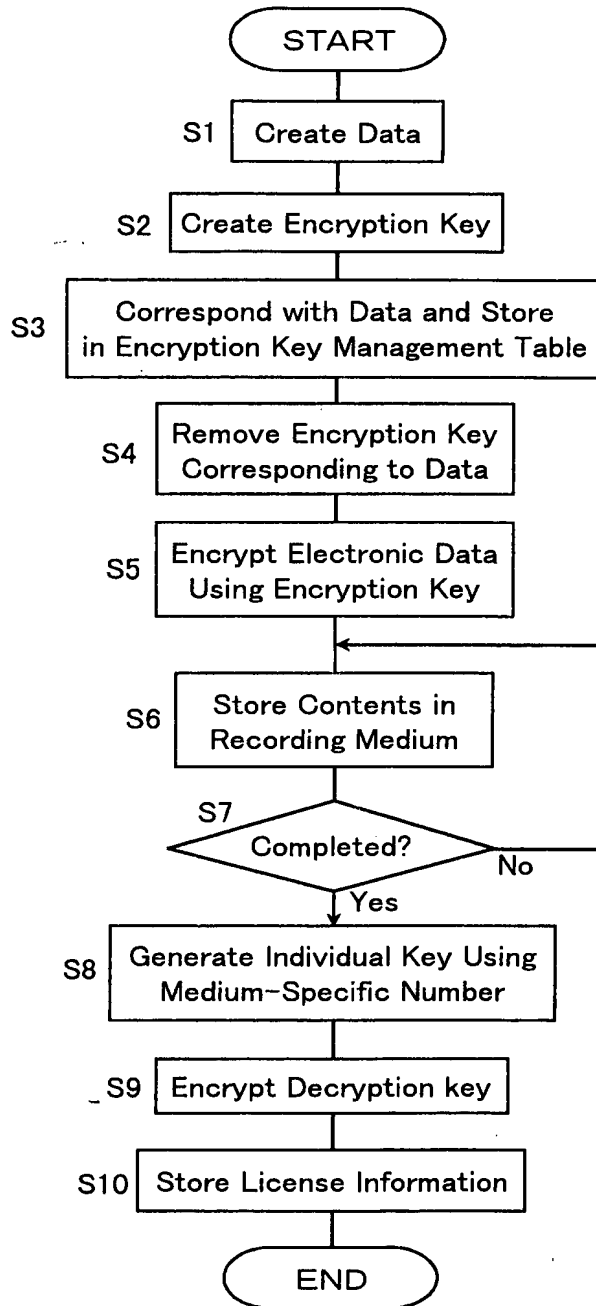 START
S1
Create Data
S2
Create Encryption Key
S3
Correspond with Data and Store
in Encryption Key Management Table
S4
Remove Encryption Key
Corresponding to Data
S5
Encrypt Electronic Data
Using Encryption Key
S6
Store Contents in
Recording Medium
S7
Completed?
No
Yes
S8
Generate Individual Key Using
Medium-Specific Number
S9
Encrypt Decryption key
S10
Store License Information
END